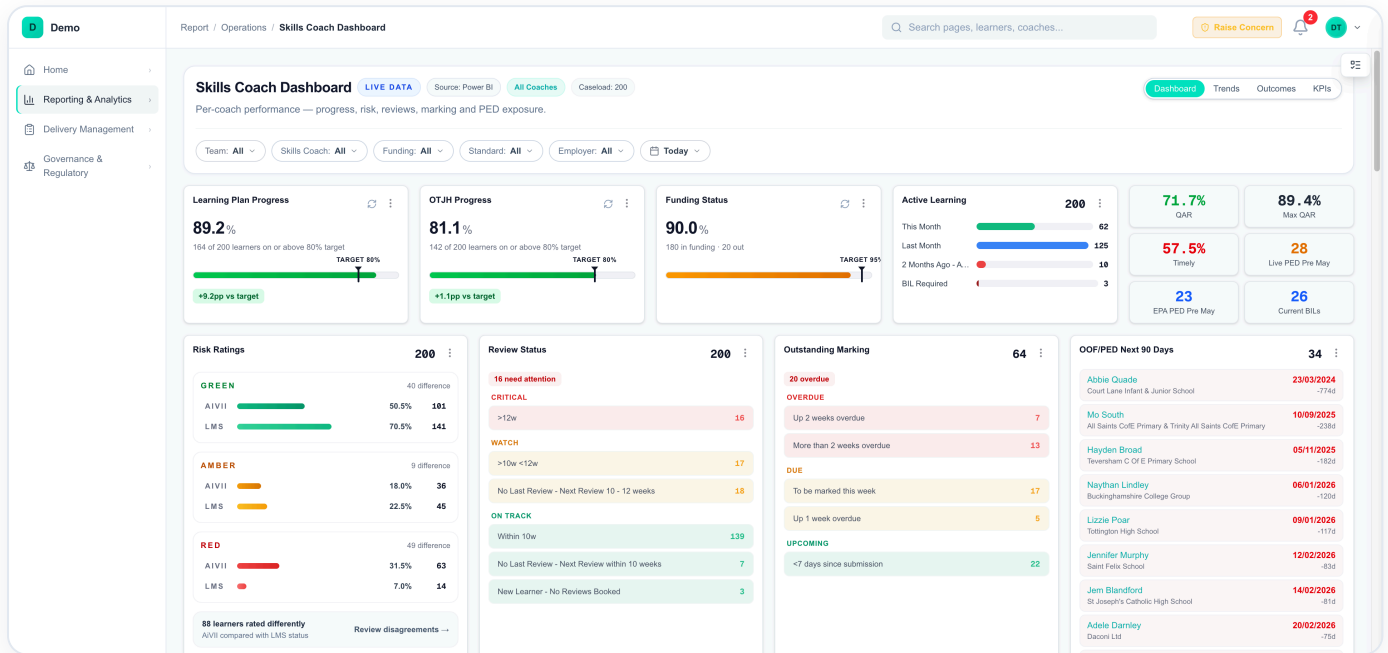 D Demo
Report / Operations / Skills Coach Dashboard
Search pages, learners, coaches...
Raise Concern
2
DT
Home
Reporting & Analytics
Delivery Management
Governance &
Regulatory
Skills Coach Dashboard
LIVE DATA
Source: Power BI
All Coaches
Caseload: 200
Dashboard
Trends
Outcomes
KPIs
Per-coach performance — progress, risk, reviews, marking and PED exposure.
Team: All
Skills Coach: All
Funding: All
Standard: All
Employer: All
Today
Learning Plan Progress
89.2%
164 of 200 learners on or above 80% target
TARGET 80%
+9.2pp vs target
OTJH Progress
81.1%
142 of 200 learners on or above 80% target
TARGET 80%
+1.1pp vs target
Funding Status
90.0%
180 in funding · 20 out
TARGET 95%
Active Learning
200
This Month 62
Last Month 125
2 Months Ago - A... 10
BIL Required 3
71.7%
QAR
89.4%
Max QAR
57.5%
Timely
28
Live PED Pre May
23
EPA PED Pre May
26
Current BILs
Risk Ratings
200
GREEN 40 difference
AIVII 50.5% 101
LMS 70.5% 141
AMBER 9 difference
AIVII 18.0% 36
LMS 22.5% 45
RED 49 difference
AIVII 31.5% 63
LMS 7.0% 14
88 learners rated differently
AiVII compared with LMS status
Review disagreements →
Review Status
200
16 need attention
CRITICAL
>12w 16
WATCH
>10w <12w 17
No Last Review - Next Review 10 - 12 weeks 18
ON TRACK
Within 10w 139
No Last Review - Next Review within 10 weeks 7
New Learner - No Reviews Booked 3
Outstanding Marking
64
20 overdue
OVERDUE
Up 2 weeks overdue 7
More than 2 weeks overdue 13
DUE
To be marked this week 17
Up 1 week overdue 5
UPCOMING
<7 days since submission 22
OOF/PED Next 90 Days
34
Abbie Quade 23/03/2024
Court Lane Infant & Junior School -774d
Mo South 10/09/2025
All Saints CofE Primary & Trinity All Saints CofE Primary -238d
Hayden Broad 05/11/2025
Teversham C Of E Primary School -182d
Naythan Lindley 06/01/2026
Buckinghamshire College Group -120d
Lizzie Poar 09/01/2026
Tottington High School -117d
Jennifer Murphy 12/02/2026
Saint Felix School -83d
Jem Blandford 14/02/2026
St Joseph's Catholic High School -81d
Adele Darnley 20/02/2026
Daconi Ltd -75d